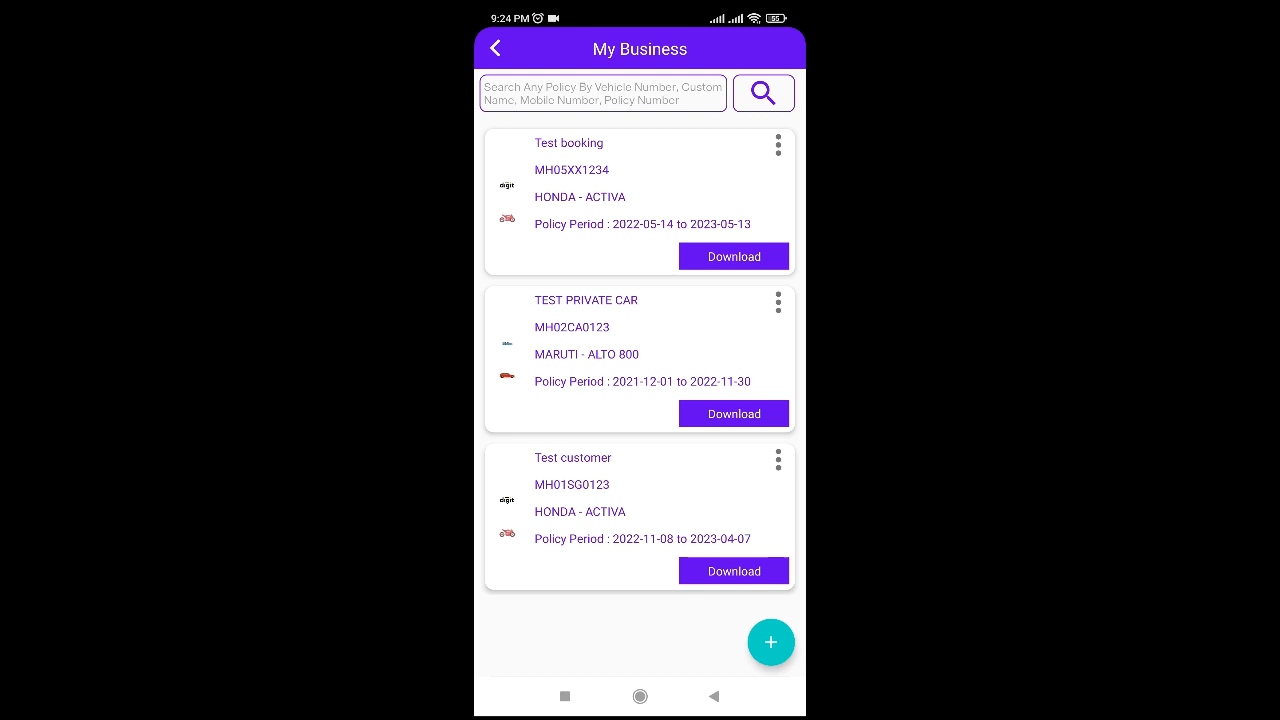 9:24 PM
55
My Business
Search Any Policy By Vehicle Number, Custom
Name, Mobile Number, Policy Number
Test booking
MH05XX1234
digit
HONDA - ACTIVA
Policy Period : 2022-05-14 to 2023-05-13
Download
TEST PRIVATE CAR
MH02CA0123
MARUTI - ALTO 800
Policy Period : 2021-12-01 to 2022-11-30
Download
Test customer
MH01SG0123
digit
HONDA - ACTIVA
Policy Period : 2022-11-08 to 2023-04-07
Download
+